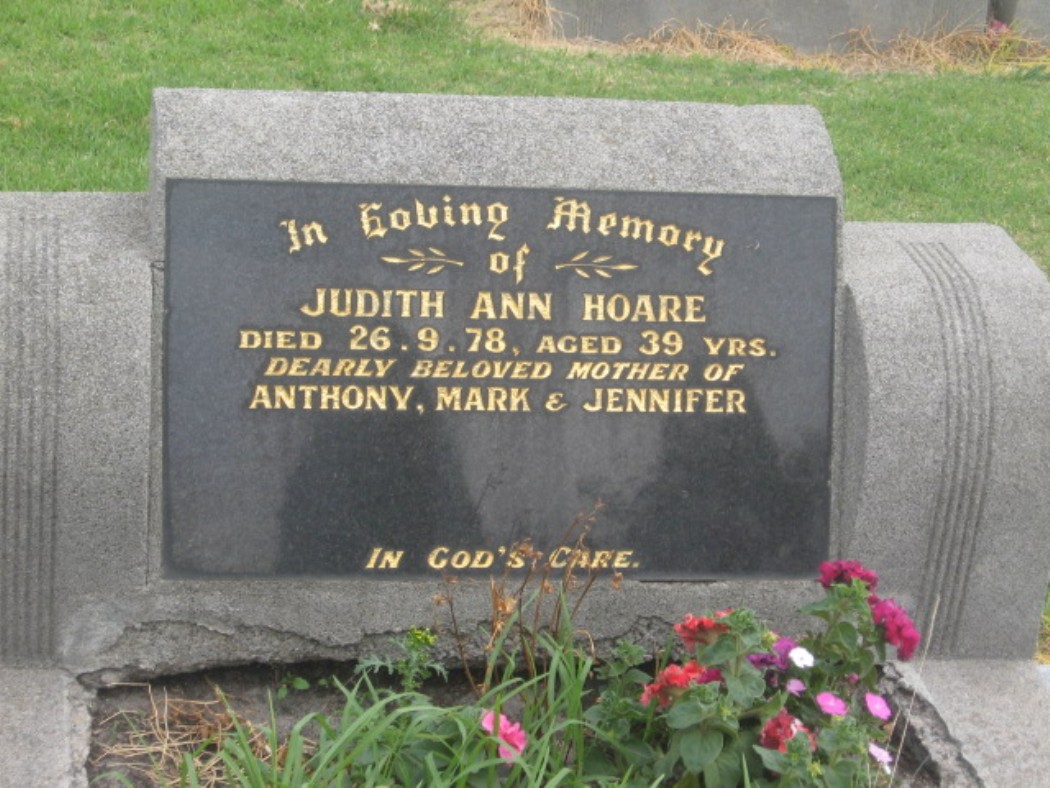 In Loving Memory
of
JUDITH ANN HOARE
DIED 26.9.78, AGED 39 YRS.
DEARLY BELOVED MOTHER OF
ANTHONY, MARK & JENNIFER
IN GOD'S CARE.